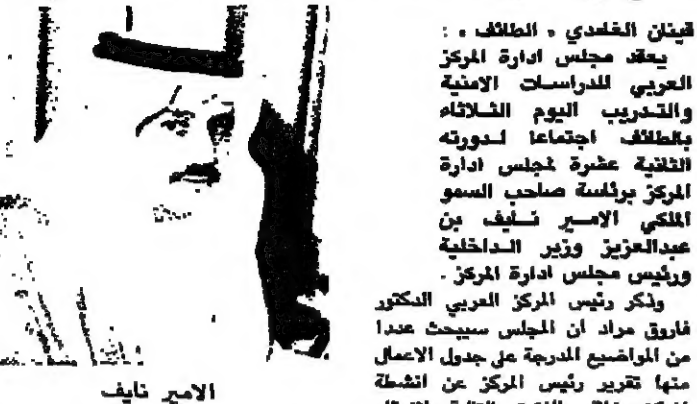 قينان الغامدي « الطائف » :
يعقد مجلس ادارة المركز
العربي للدراسات الامنية
والتدريب اليوم الثلاثاء
بالطائف اجتماعا لدورته
الثانية عشرة لمجلس ادارة
المركز برئاسة صاحب السمو
الملكي الامير نايف بن
عبدالعزيز وزير الداخلية
ورئيس مجلس ادارة المركز .
وذكر رئيس المركز العربي الدكتور
فاروق مراد ان المجلس سيبحث عددا
من المواضيع المدرجة على جدول الاعمال
منها تقرير رئيس المركز عن انشطة
الامير نايف